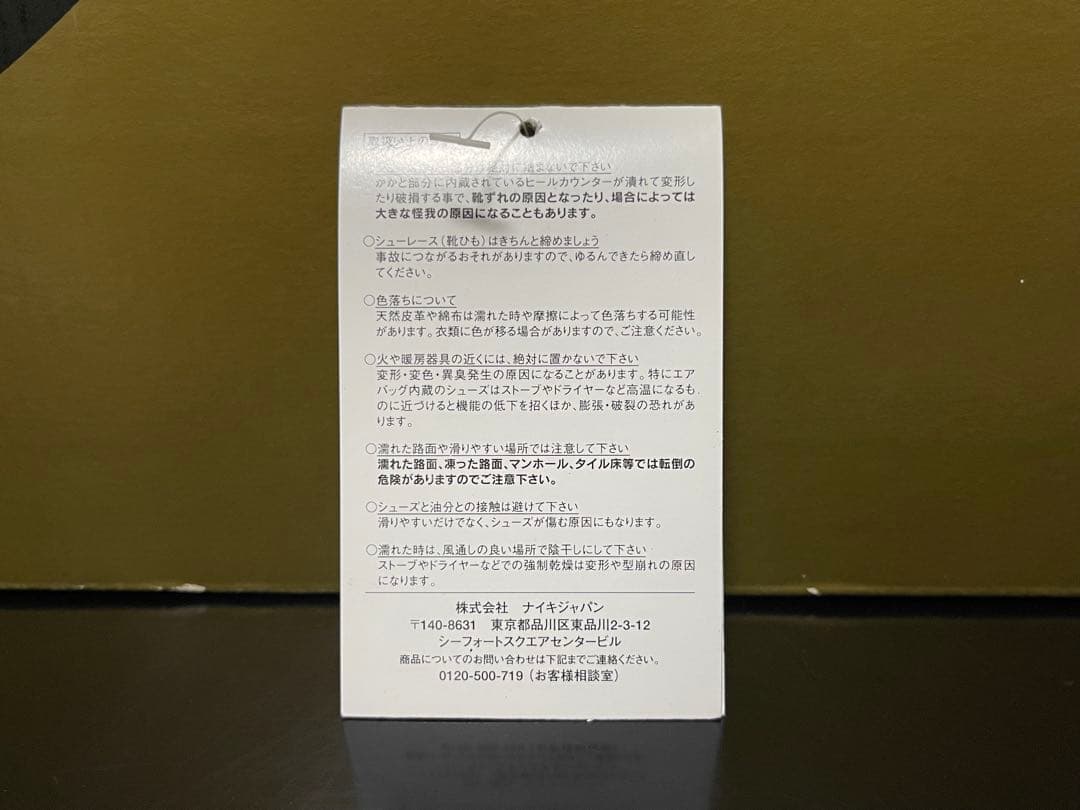 取扱い上の
踏まないで下さい
かかと部分に内蔵されているヒールカウンターが潰れて変形し
たり破損する事で、靴ずれの原因となったり、場合によっては
大きな怪我の原因になることもあります。
○シューレース(靴ひも)はきちんと締めましょう
事故につながるおそれがありますので、ゆるんできたら締め直し
てください。
○色落ちについて
天然皮革や綿布は濡れた時や摩擦によって色落ちする可能性
があります。衣類に色が移る場合がありますので、ご注意ください。
○火や暖房器具の近くには、絶対に置かないで下さい
変形・変色・異臭発生の原因になることがあります。特にエア
バッグ内蔵のシューズはストーブやドライヤーなど高温になるも
のに近づけると機能の低下を招くほか、膨張・破裂の恐れがあ
ります。
○濡れた路面や滑りやすい場所では注意して下さい
濡れた路面、凍った路面、マンホール、タイル床等では転倒の
危険がありますのでご注意下さい。
○シューズと油分との接触は避けて下さい
滑りやすいだけでなく、シューズが傷む原因にもなります。
○濡れた時は、風通しの良い場所で陰干しにして下さい
ストーブやドライヤーなどでの強制乾燥は変形や型崩れの原因
になります。
株式会社 ナイキジャパン
〒140-8631 東京都品川区東品川2-3-12
シーフォートスクエアセンタービル
商品についてのお問い合わせは下記までご連絡ください。
0120-500-719(お客様相談室)